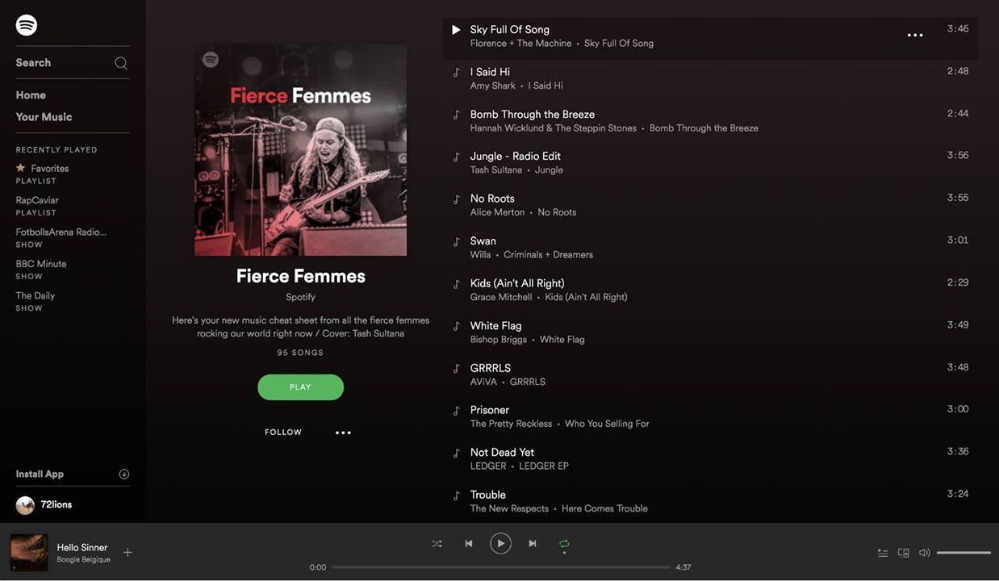 Search
Home
Your Music
RECENTLY PLAYED
Favorites
PLAYLIST
RapCaviar
PLAYLIST
FotbollsArena Radio...
SHOW
BBC Minute
SHOW
The Daily
SHOW
Install App
72lions
Fierce Femmes
Fierce Femmes
Spotify
Here's your new music cheat sheet from all the fierce femmes
rocking our world right now / Cover: Tash Sultana
95 SONGS
PLAY
FOLLOW
Sky Full Of Song 3:46
Florence + The Machine • Sky Full Of Song
I Said Hi 2:48
Amy Shark • I Said Hi
Bomb Through the Breeze 2:44
Hannah Wicklund & The Steppin Stones • Bomb Through the Breeze
Jungle - Radio Edit 3:56
Tash Sultana • Jungle
No Roots 3:55
Alice Merton • No Roots
Swan 3:01
Willa • Criminals + Dreamers
Kids (Ain't All Right) 2:29
Grace Mitchell • Kids (Ain't All Right)
White Flag 3:49
Bishop Briggs • White Flag
GRRRLS 3:48
AViVA • GRRRLS
Prisoner 3:00
The Pretty Reckless • Who You Selling For
Not Dead Yet 3:36
LEDGER • LEDGER EP
Trouble 3:24
The New Respects • Here Comes Trouble
Hello Sinner
Boogie Belgique
0:00 4:37